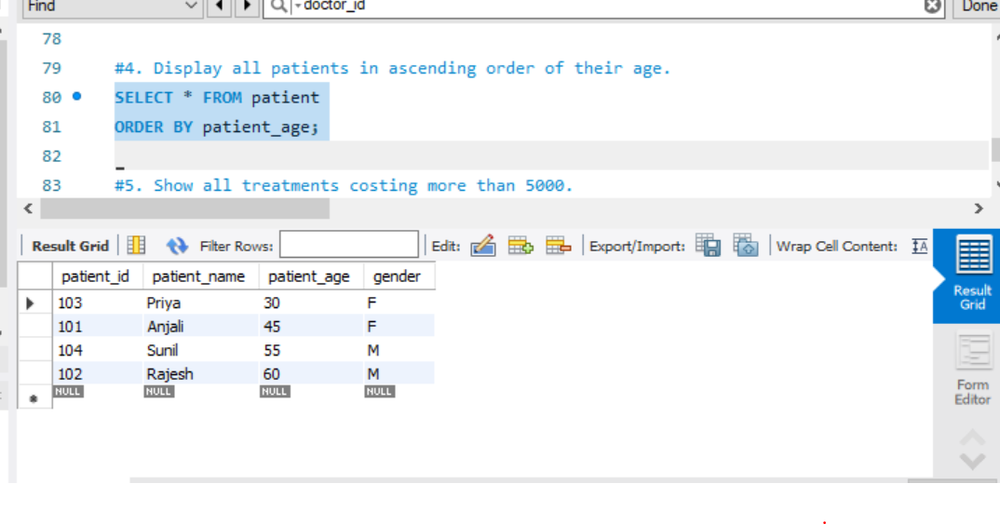 Find doctor_id Done
78
79 #4. Display all patients in ascending order of their age.
80 SELECT * FROM patient
81 ORDER BY patient_age;
82
83 #5. Show all treatments costing more than 5000.
Result Grid Filter Rows: Edit: Export/Import: Wrap Cell Content:
patient_id patient_name patient_age gender
103 Priya 30 F
101 Anjali 45 F
104 Sunil 55 M
102 Rajesh 60 M
NULL NULL NULL NULL
Result
Grid
Form
Editor